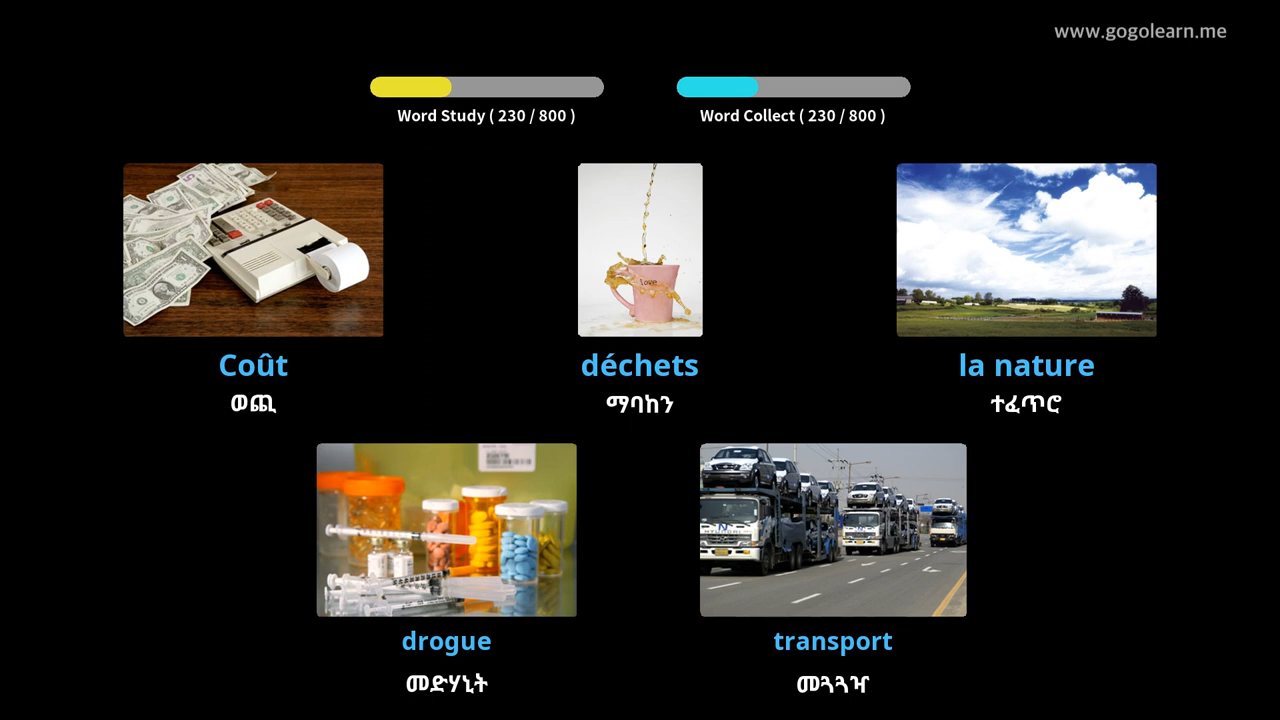 www.gogolearn.me
Word Study ( 230 / 800 )
Word Collect ( 230 / 800 )
love
Coût
ወጪ
déchets
ማባከን
la nature
ተፈጥሮ
drogue
መድሃኒት
transport
መጓጓዣ